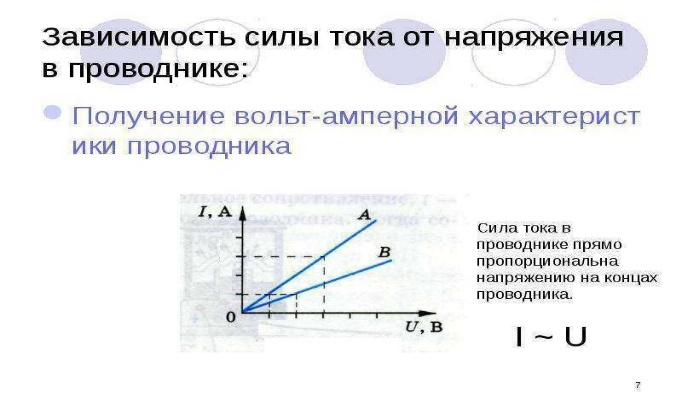 Зависимость силы тока от напряжения
в проводнике:
Получение вольт-амперной характерист
ики проводника
I, А
A
B
0
U, В
Сила тока в
проводнике прямо
пропорциональна
напряжению на концах
проводника.
I ~ U
7